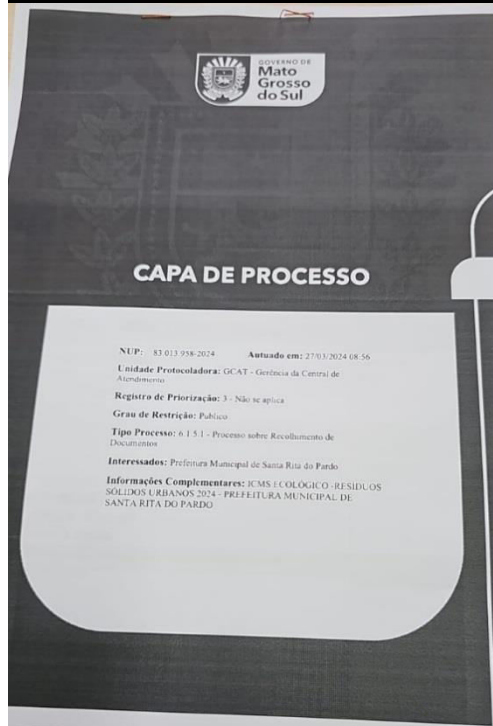 GOVERNO DE
Mato
Grosso
do Sul
CAPA DE PROCESSO
NUP: 83.013.958-2024 Autuado em: 27/03/2024 08:56
Unidade Protocoladora: GCAT - Gerência da Central de
Atendimento
Registro de Priorização: 3 - Não se aplica
Grau de Restrição: Publico
Tipo Processo: 6.1.5.1 - Processo sobre Recolhimento de
Documentos
Interessados: Prefeitura Municipal de Santa Rita do Pardo
Informações Complementares: ICMS ECOLÓGICO -RESIDUOS
SÓLIDOS URBANOS 2024 - PREFEITURA MUNICIPAL DE
SANTA RITA DO PARDO